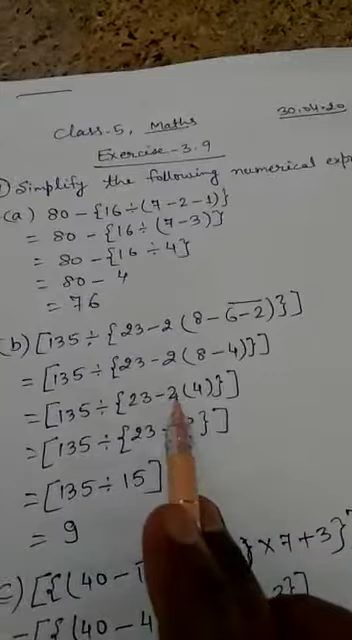 30.04.20
Class-5, Maths
Exercise-3.9
1) Simplify the following numerical
(a) 80 - {16 ÷ (7-2-1)}
= 80 - {16 ÷ (7-3)}
= 80 - {16 ÷ 4}
= 80 - 4
= 76
(b) [135 ÷ {23-2(8-6̅-̅2̅)}]
= [135 ÷ {23-2(8-4)}]
= [135 ÷ {23-2(4)}]
= [135 ÷ {23- }]
= [135 ÷ 15]
= 9
c) [{(40- } × 7+3}
= [{(40-4 2}]